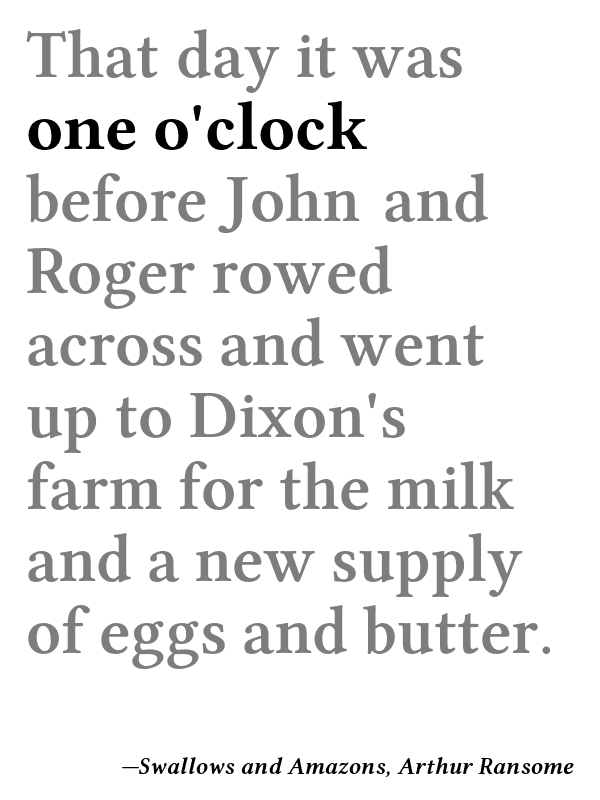 That day it was
one o'clock
before John and
Roger rowed
across and went
up to Dixon's
farm for the milk
and a new supply
of eggs and butter.
—Swallows and Amazons, Arthur Ransome